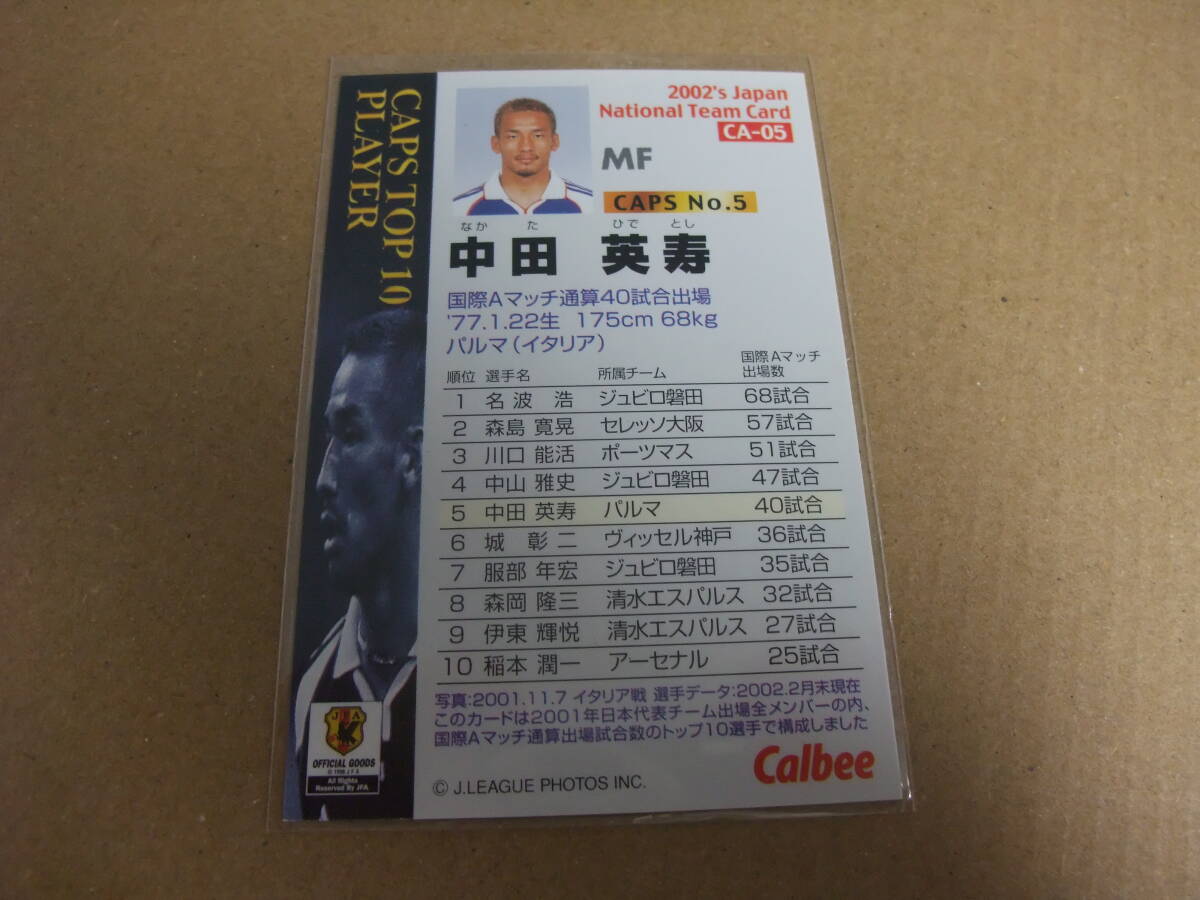 CAPS TOP 10
PLAYER
2002's Japan
National Team Card
CA-05
MF
CAPS No.5
なか た ひで とし
中田 英寿
国際Aマッチ通算40試合出場
'77.1.22生 175cm 68kg
パルマ（イタリア）
順位 選手名 所属チーム 国際Aマッチ
出場数
1 名波 浩 ジュビロ磐田 68試合
2 森島 寛晃 セレッソ大阪 57試合
3 川口 能活 ポーツマス 51試合
4 中山 雅史 ジュビロ磐田 47試合
5 中田 英寿 パルマ 40試合
6 城 彰二 ヴィッセル神戸 36試合
7 服部 年宏 ジュビロ磐田 35試合
8 森岡 隆三 清水エスパルス 32試合
9 伊東 輝悦 清水エスパルス 27試合
10 稲本 潤一 アーセナル 25試合
写真:2001.11.7 イタリア戦 選手データ:2002.2月末現在
このカードは2001年日本代表チーム出場全メンバーの内、
国際Aマッチ通算出場試合数のトップ10選手で構成しました
JFA
OFFICIAL GOODS
© 1996 J F A
All Rights
Reserved By JFA
Calbee
© J.LEAGUE PHOTOS INC.